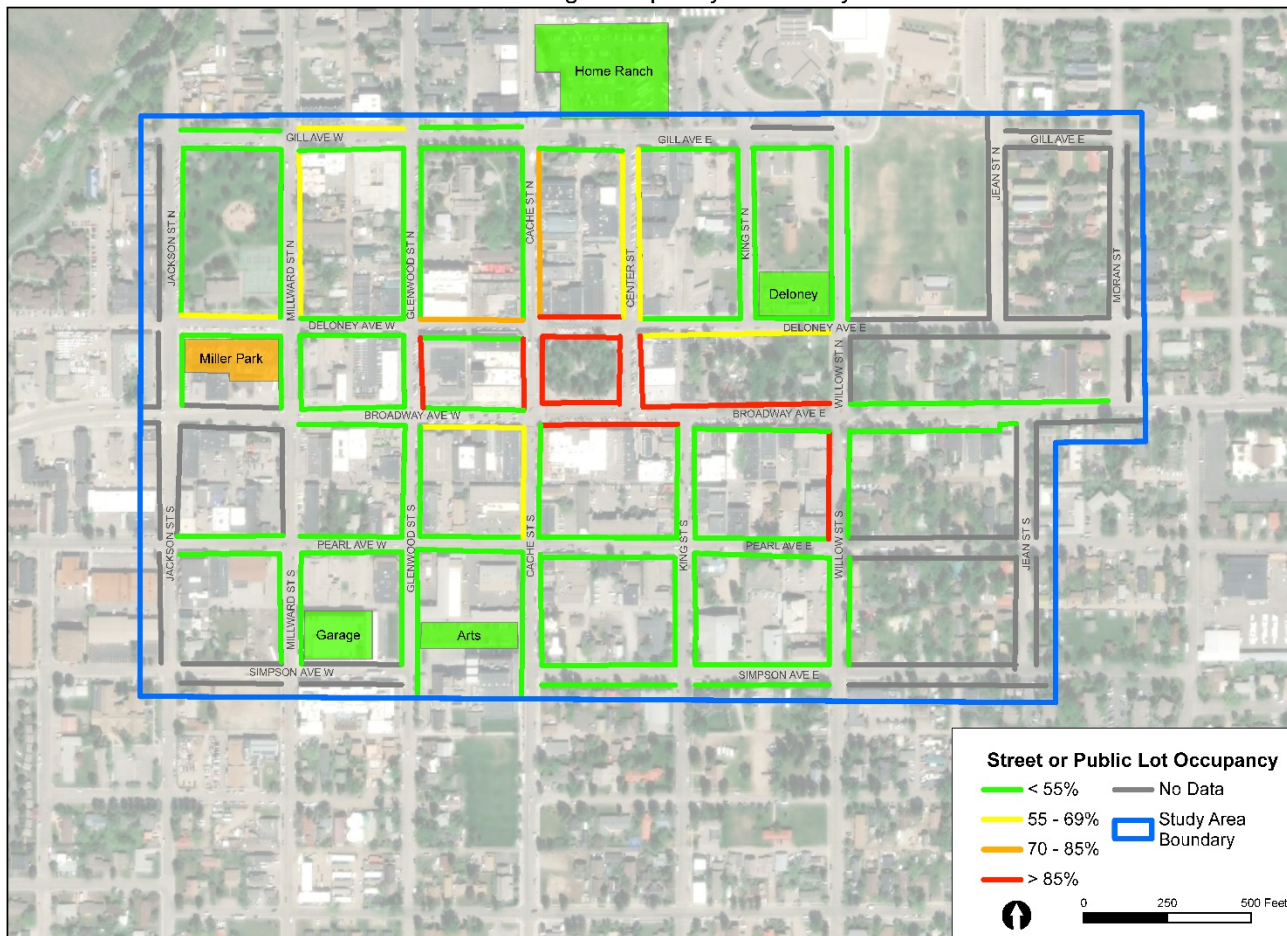 Home Ranch
GILL AVE W
GILL AVE E
GILL AVE E
JACKSON ST N
MILLWARD ST N
GLENWOOD ST N
CACHE ST N
CENTER ST
KING ST N
JEAN ST N
MORAN ST
Deloney
DELONEY AVE W
DELONEY AVE E
Miller Park
WILLOW ST N
BROADWAY AVE W
BROADWAY AVE E
JACKSON ST S
GLENWOOD ST S
CACHE ST S
KING ST S
WILLOW ST S
JEAN ST S
PEARL AVE W
PEARL AVE E
MILLWARD ST S
Garage
Arts
SIMPSON AVE W
SIMPSON AVE E
Street or Public Lot Occupancy
< 55%
No Data
55 - 69%
Study Area
Boundary
70 - 85%
> 85%
0 250 500 Feet